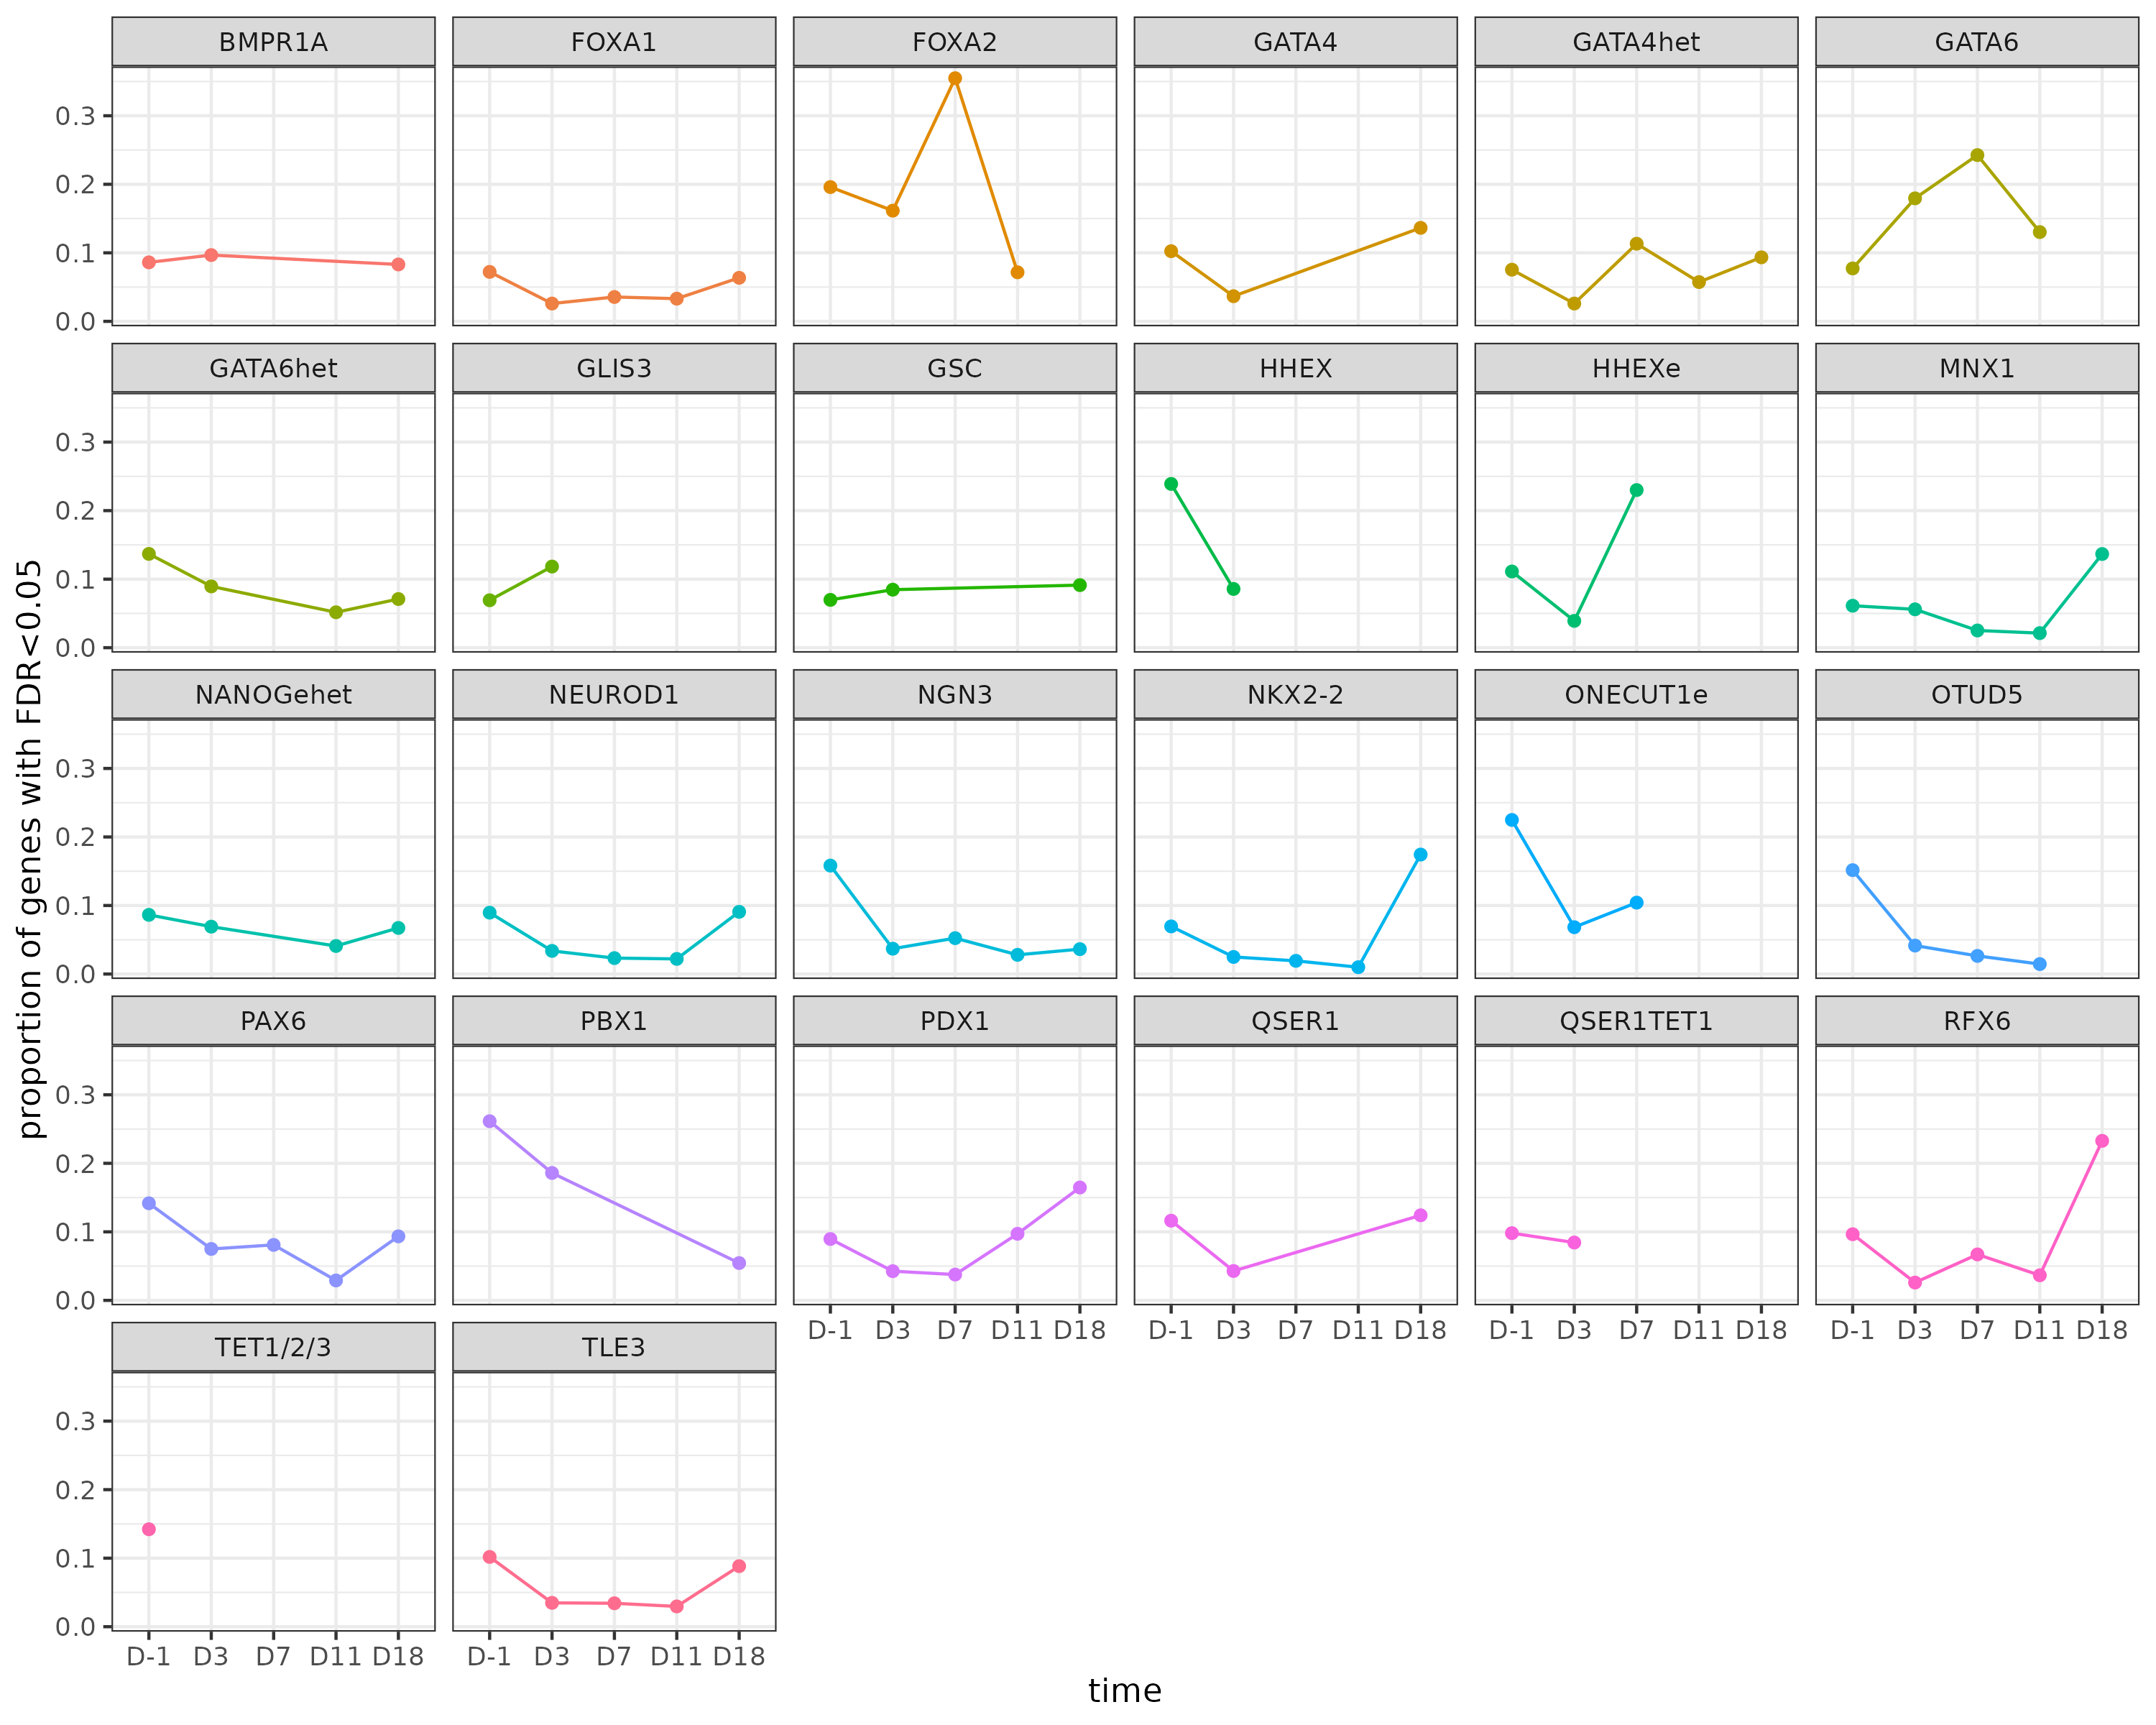 BMPR1A FOXA1 FOXA2 GATA4 GATA4het GATA6
0.3
0.2
0.1
0.0
GATA6het GLIS3 GSC HHEX HHEXe MNX1
0.3
0.2
0.1
0.0
proportion of genes with FDR<0.05
NANOGehet NEUROD1 NGN3 NKX2-2 ONECUT1e OTUD5
0.3
0.2
0.1
0.0
PAX6 PBX1 PDX1 QSER1 QSER1TET1 RFX6
0.3
0.2
0.1
0.0
D-1 D3 D7 D11 D18 D-1 D3 D7 D11 D18 D-1 D3 D7 D11 D18 D-1 D3 D7 D11 D18
TET1/2/3 TLE3
0.3
0.2
0.1
0.0
D-1 D3 D7 D11 D18 D-1 D3 D7 D11 D18
time